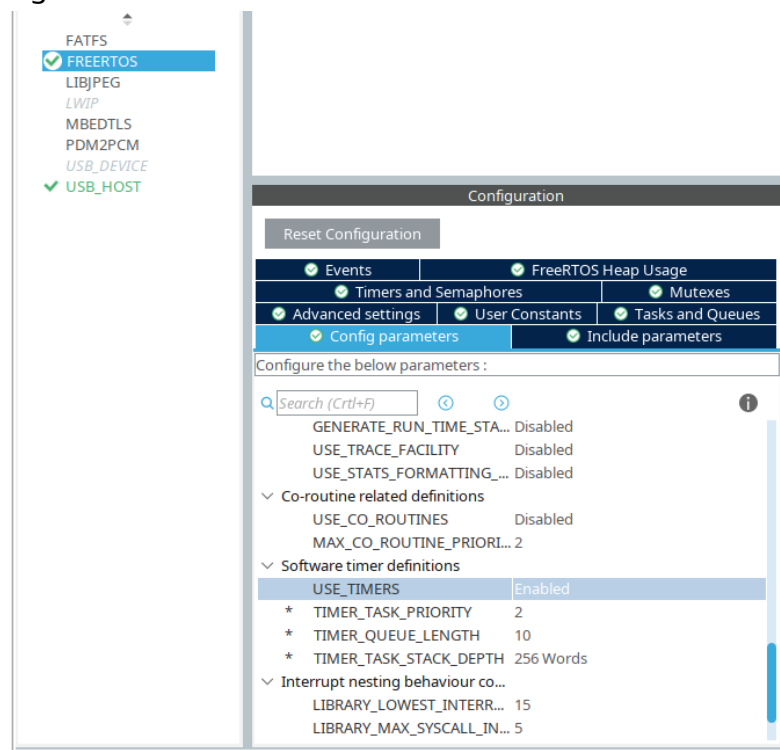 FATFS
FREERTOS
LIBJPEG
LWIP
MBEDTLS
PDM2PCM
USB_DEVICE
USB_HOST
Configuration
Reset Configuration
Events FreeRTOS Heap Usage
Timers and Semaphores Mutexes
Advanced settings User Constants Tasks and Queues
Config parameters Include parameters
Configure the below parameters :
Search (Crtl+F)
GENERATE_RUN_TIME_STA... Disabled
USE_TRACE_FACILITY Disabled
USE_STATS_FORMATTING_... Disabled
Co-routine related definitions
USE_CO_ROUTINES Disabled
MAX_CO_ROUTINE_PRIORI... 2
Software timer definitions
USE_TIMERS Enabled
* TIMER_TASK_PRIORITY 2
* TIMER_QUEUE_LENGTH 10
* TIMER_TASK_STACK_DEPTH 256 Words
Interrupt nesting behaviour co...
LIBRARY_LOWEST_INTERR... 15
LIBRARY_MAX_SYSCALL_IN... 5